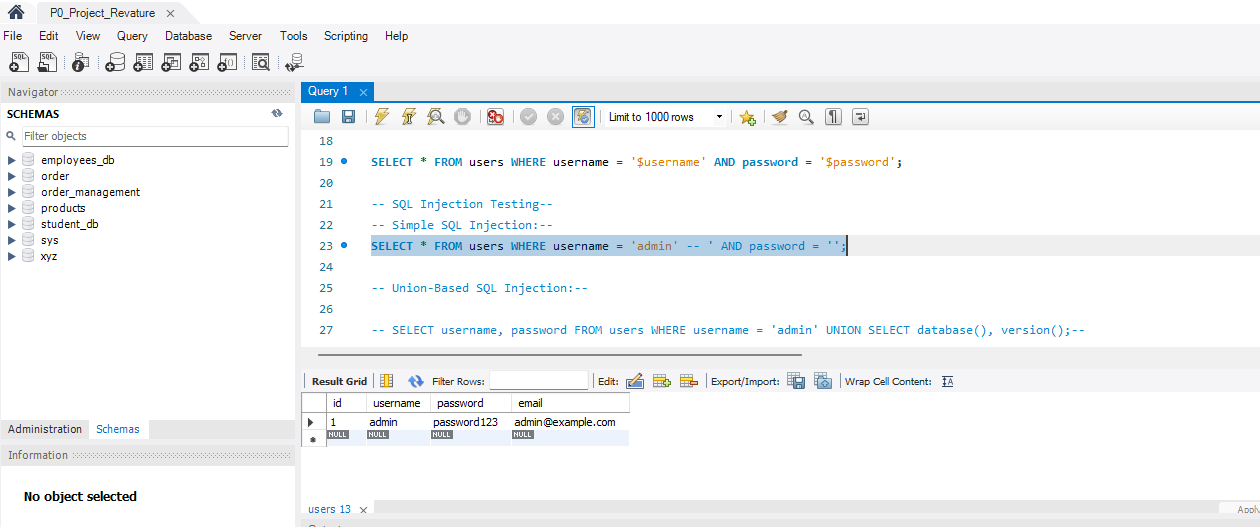 P0_Project_Revature
File Edit View Query Database Server Tools Scripting Help
Navigator
SCHEMAS
Filter objects
employees_db
order
order_management
products
student_db
sys
xyz
Administration Schemas
Information
No object selected
Query 1
Limit to 1000 rows
18
19 SELECT * FROM users WHERE username = '$username' AND password = '$password';
20
21 -- SQL Injection Testing--
22 -- Simple SQL Injection:--
23 SELECT * FROM users WHERE username = 'admin' -- ' AND password = '';
24
25 -- Union-Based SQL Injection:--
26
27 -- SELECT username, password FROM users WHERE username = 'admin' UNION SELECT database(), version();--
Result Grid Filter Rows: Edit: Export/Import: Wrap Cell Content:
id username password email
1 admin password123 admin@example.com
NULL NULL NULL NULL
users 13